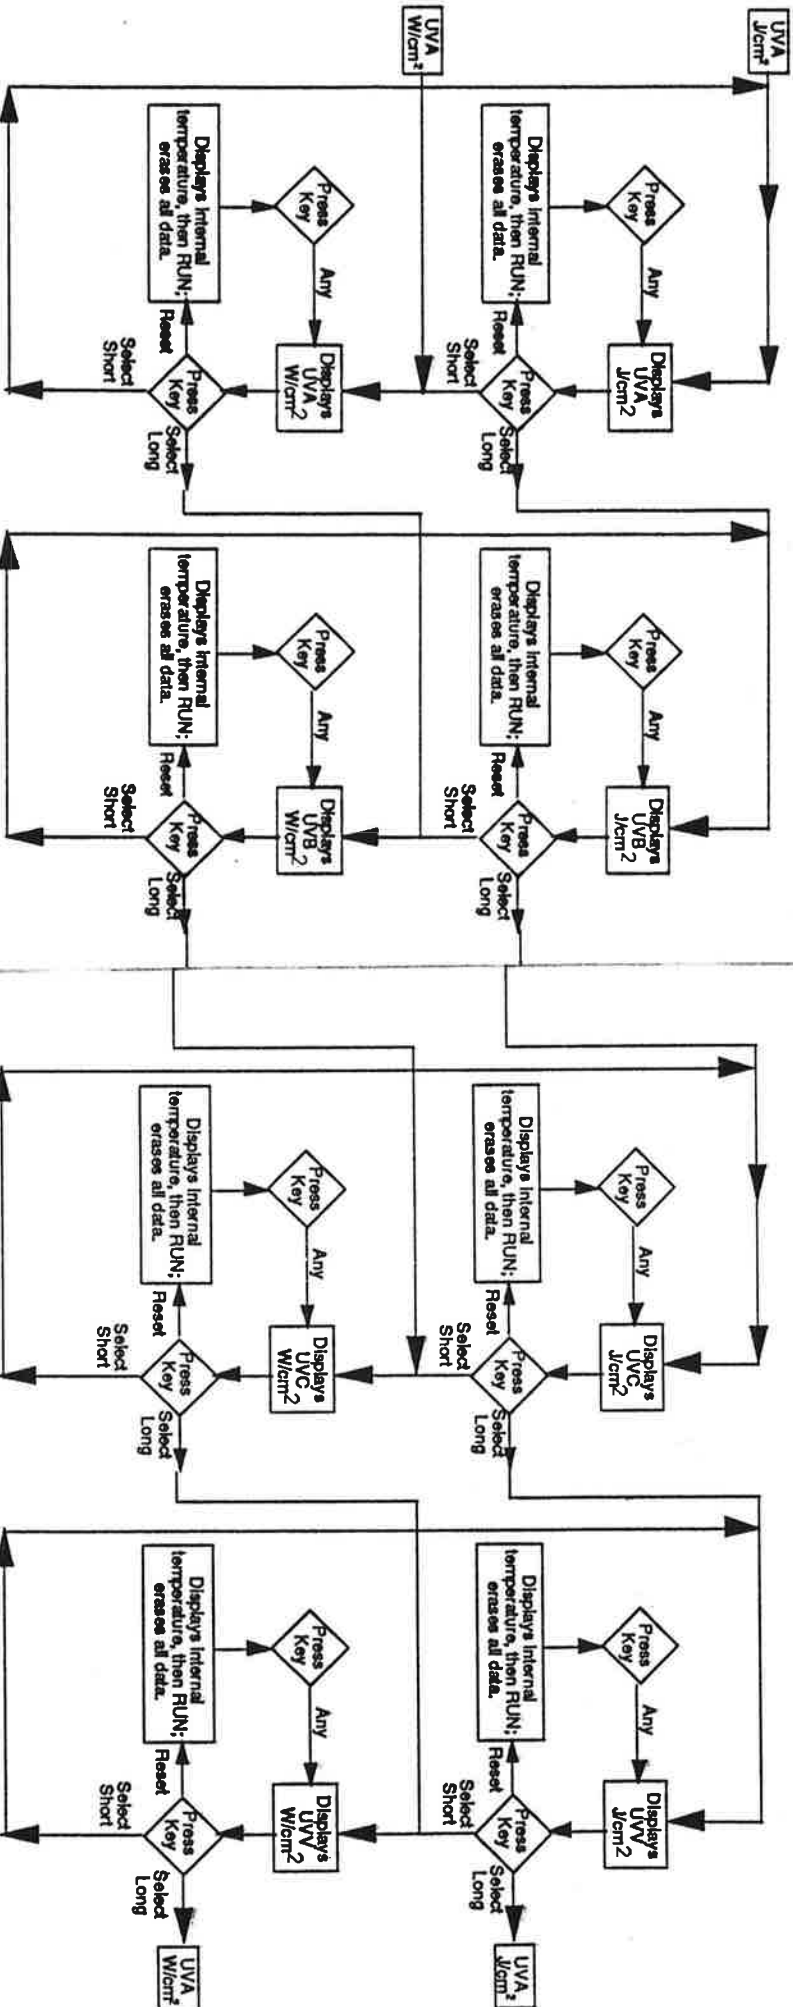 UVA
J/cm²
Press
Key
Any
Displays
UVA
J/cm2
Displays internal
temperature, then RUN;
erases all data.
Reset
Press
Key
Select
Long
Select
Short
Press
Key
Any
Displays
UVB
J/cm2
Displays internal
temperature, then RUN;
erases all data.
Reset
Press
Key
Select
Long
Select
Short
Press
Key
Any
Displays
UVC
J/cm2
Displays internal
temperature, then RUN;
erases all data.
Reset
Press
Key
Select
Long
Select
Short
Press
Key
Any
Displays
UVV
J/cm2
Displays internal
temperature, then RUN;
erases all data.
Reset
Press
Key
Select
Long
Select
Short
UVA
J/cm²
UVA
W/cm²
Press
Key
Any
Displays
UVA
W/cm2
Displays internal
temperature, then RUN;
erases all data.
Reset
Press
Key
Select
Long
Select
Short
Press
Key
Any
Displays
UVB
W/cm2
Displays internal
temperature, then RUN;
erases all data.
Reset
Press
Key
Select
Long
Select
Short
Press
Key
Any
Displays
UVC
W/cm2
Displays internal
temperature, then RUN;
erases all data.
Reset
Press
Key
Select
Long
Select
Short
Press
Key
Any
Displays
UVV
W/cm2
Displays internal
temperature, then RUN;
erases all data.
Reset
Press
Key
Select
Long
Select
Short
UVA
W/cm²